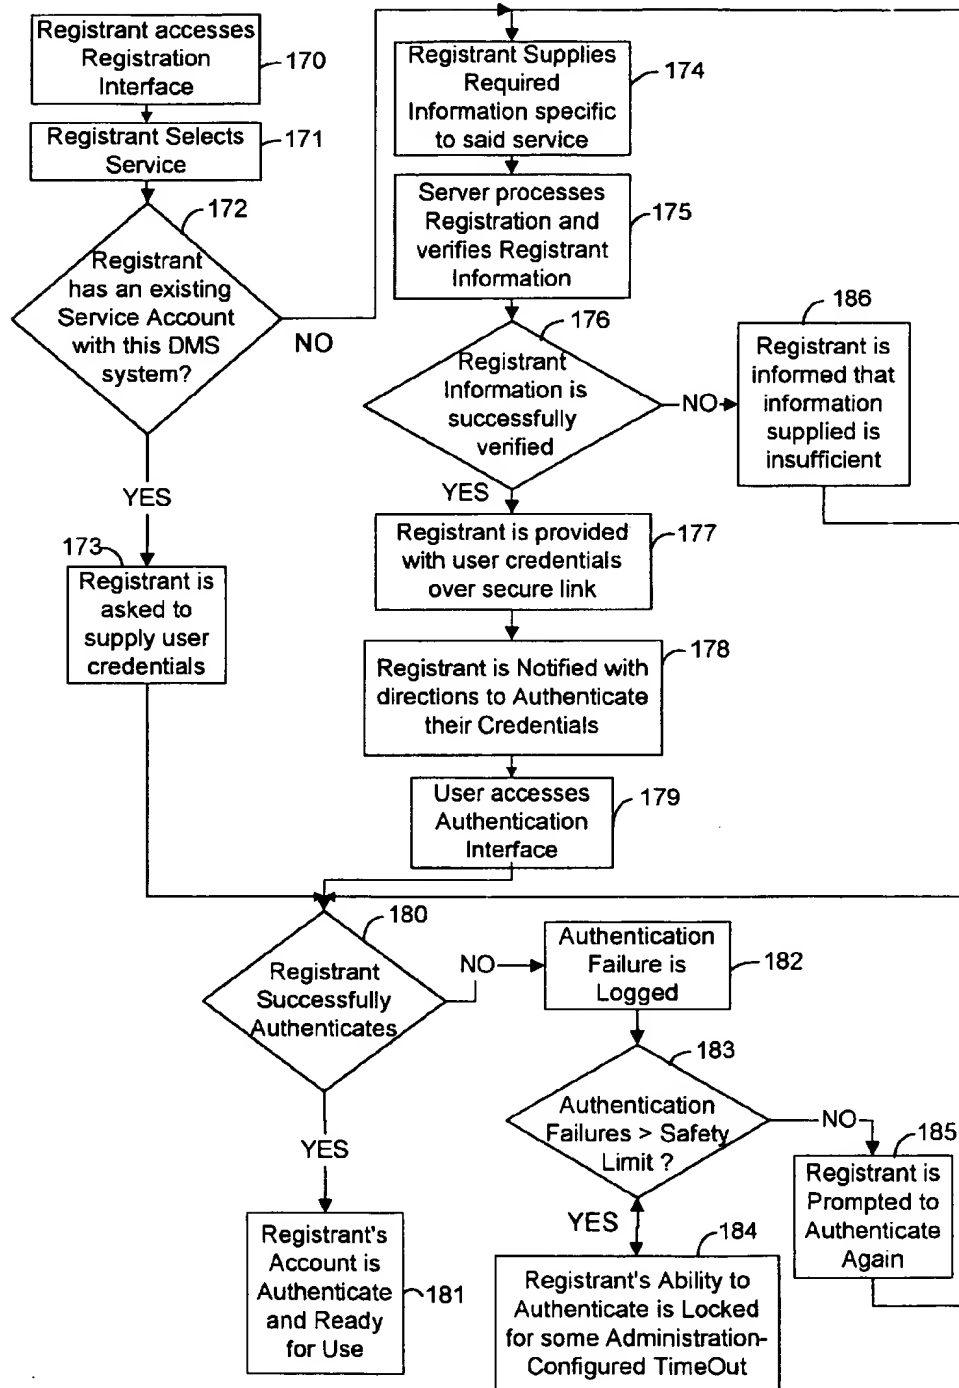 Registrant accesses
Registration
Interface
170
Registrant Selects
Service
171
172
Registrant
has an existing
Service Account
with this DMS
system?
NO
YES
173
Registrant is
asked to
supply user
credentials
Registrant Supplies
Required
Information specific
to said service
174
Server processes
Registration and
verifies Registrant
Information
175
176
Registrant
Information is
successfully
verified
NO
186
Registrant is
informed that
information
supplied is
insufficient
YES
Registrant is provided
with user credentials
over secure link
177
Registrant is Notified with
directions to Authenticate
their Credentials
178
User accesses
Authentication
Interface
179
180
Registrant
Successfully
Authenticates
NO
Authentication
Failure is
Logged
182
183
Authentication
Failures > Safety
Limit ?
NO
185
Registrant is
Prompted to
Authenticate
Again
YES
Registrant's
Account is
Authenticate
and Ready
for Use
181
YES
184
Registrant's Ability to
Authenticate is Locked
for some Administration-
Configured TimeOut